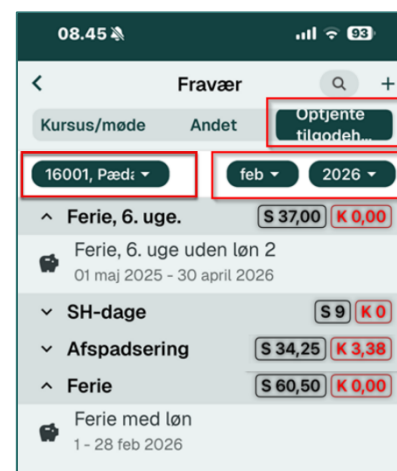 08.45 93
Fravær
Kursus/møde Andet Optjente
tilgodeh...
16001, Pæda feb 2026
Ferie, 6. uge. S 37,00 K 0,00
Ferie, 6. uge uden løn 2
01 maj 2025 - 30 april 2026
SH-dage S 9 K 0
Afspadsering S 34,25 K 3,38
Ferie S 60,50 K 0,00
Ferie med løn
1 - 28 feb 2026